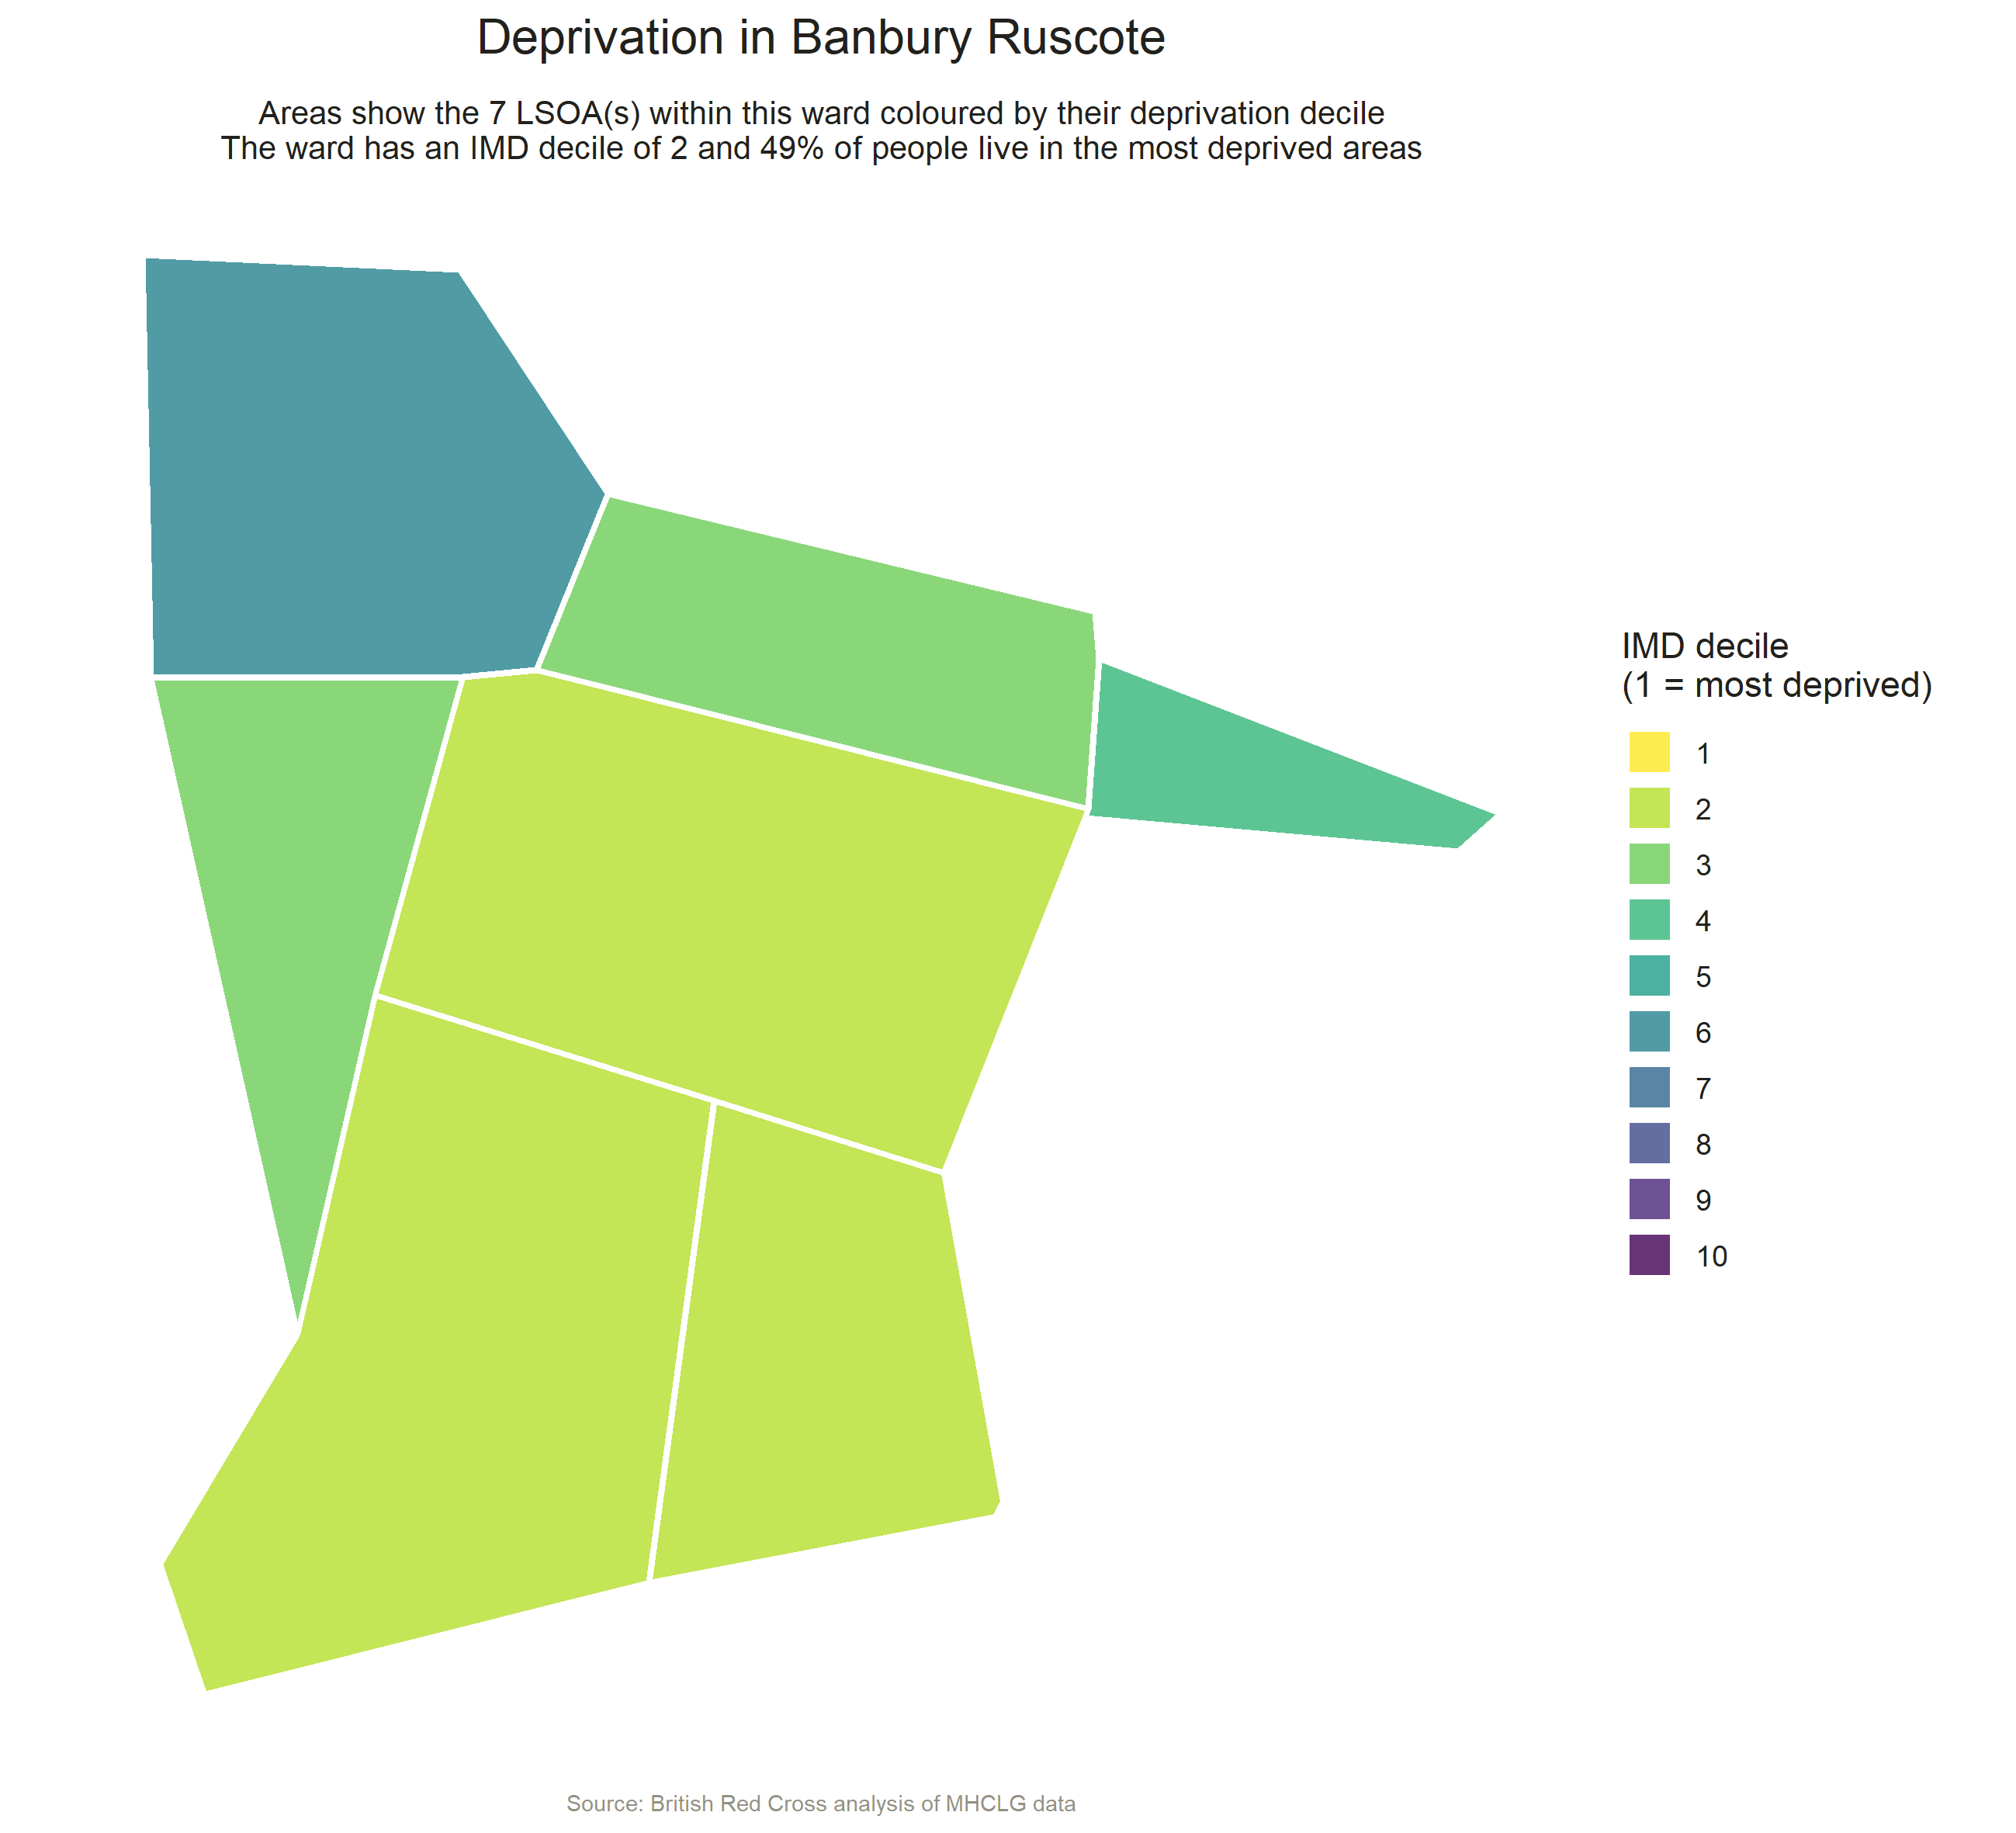 Deprivation in Banbury Ruscote
Areas show the 7 LSOA(s) within this ward coloured by their deprivation decile
The ward has an IMD decile of 2 and 49% of people live in the most deprived areas
IMD decile
(1 = most deprived)
1
2
3
4
5
6
7
8
9
10
Source: British Red Cross analysis of MHCLG data